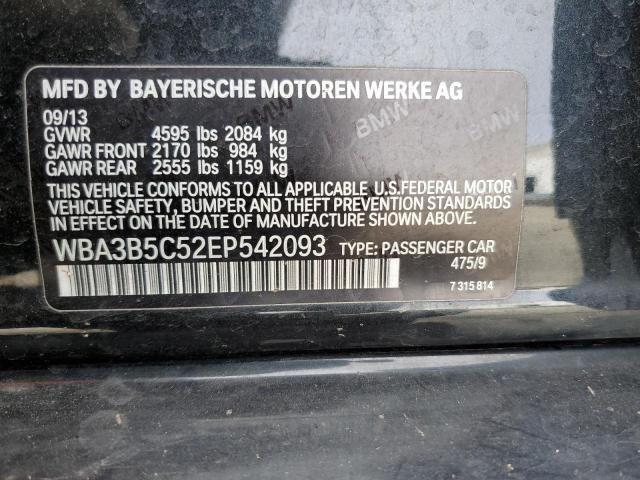 MFD BY BAYERISCHE MOTOREN WERKE AG
09/13
GVWR 4595 lbs 2084 kg
GAWR FRONT 2170 lbs 984 kg
GAWR REAR 2555 lbs 1159 kg
THIS VEHICLE CONFORMS TO ALL APPLICABLE U.S.FEDERAL MOTOR
VEHICLE SAFETY, BUMPER AND THEFT PREVENTION STANDARDS
IN EFFECT ON THE DATE OF MANUFACTURE SHOWN ABOVE.
WBA3B5C52EP542093 TYPE: PASSENGER CAR
475/9
7 315 814
BMW
BMW
BMW